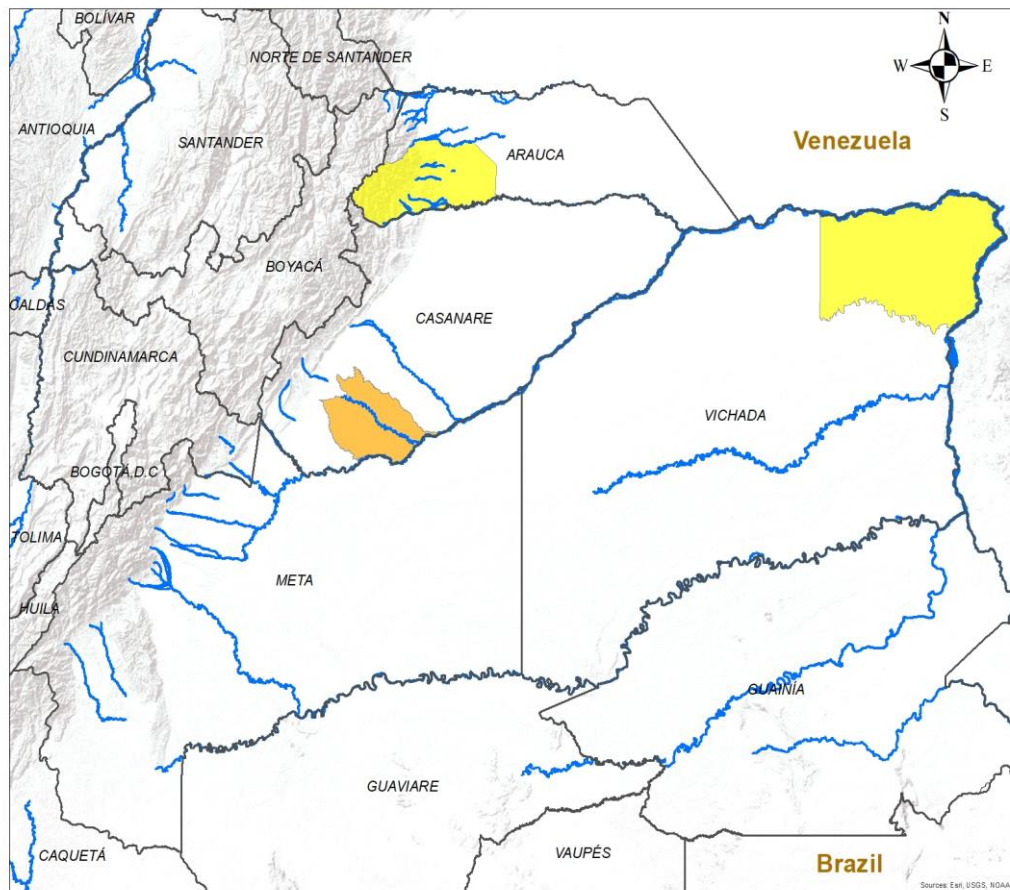 BOLÍVAR
NORTE DE SANTANDER
N
W E
S
ANTIOQUIA
SANTANDER
ARAUCA
Venezuela
BOYACÁ
CALDAS
CASANARE
CUNDINAMARCA
VICHADA
BOGOTÁ D.C
TOLIMA
META
HUILA
GUAINÍA
GUAVIARE
CAQUETÁ
VAUPÉS
Brazil
Sources: Esri, USGS, NOAA